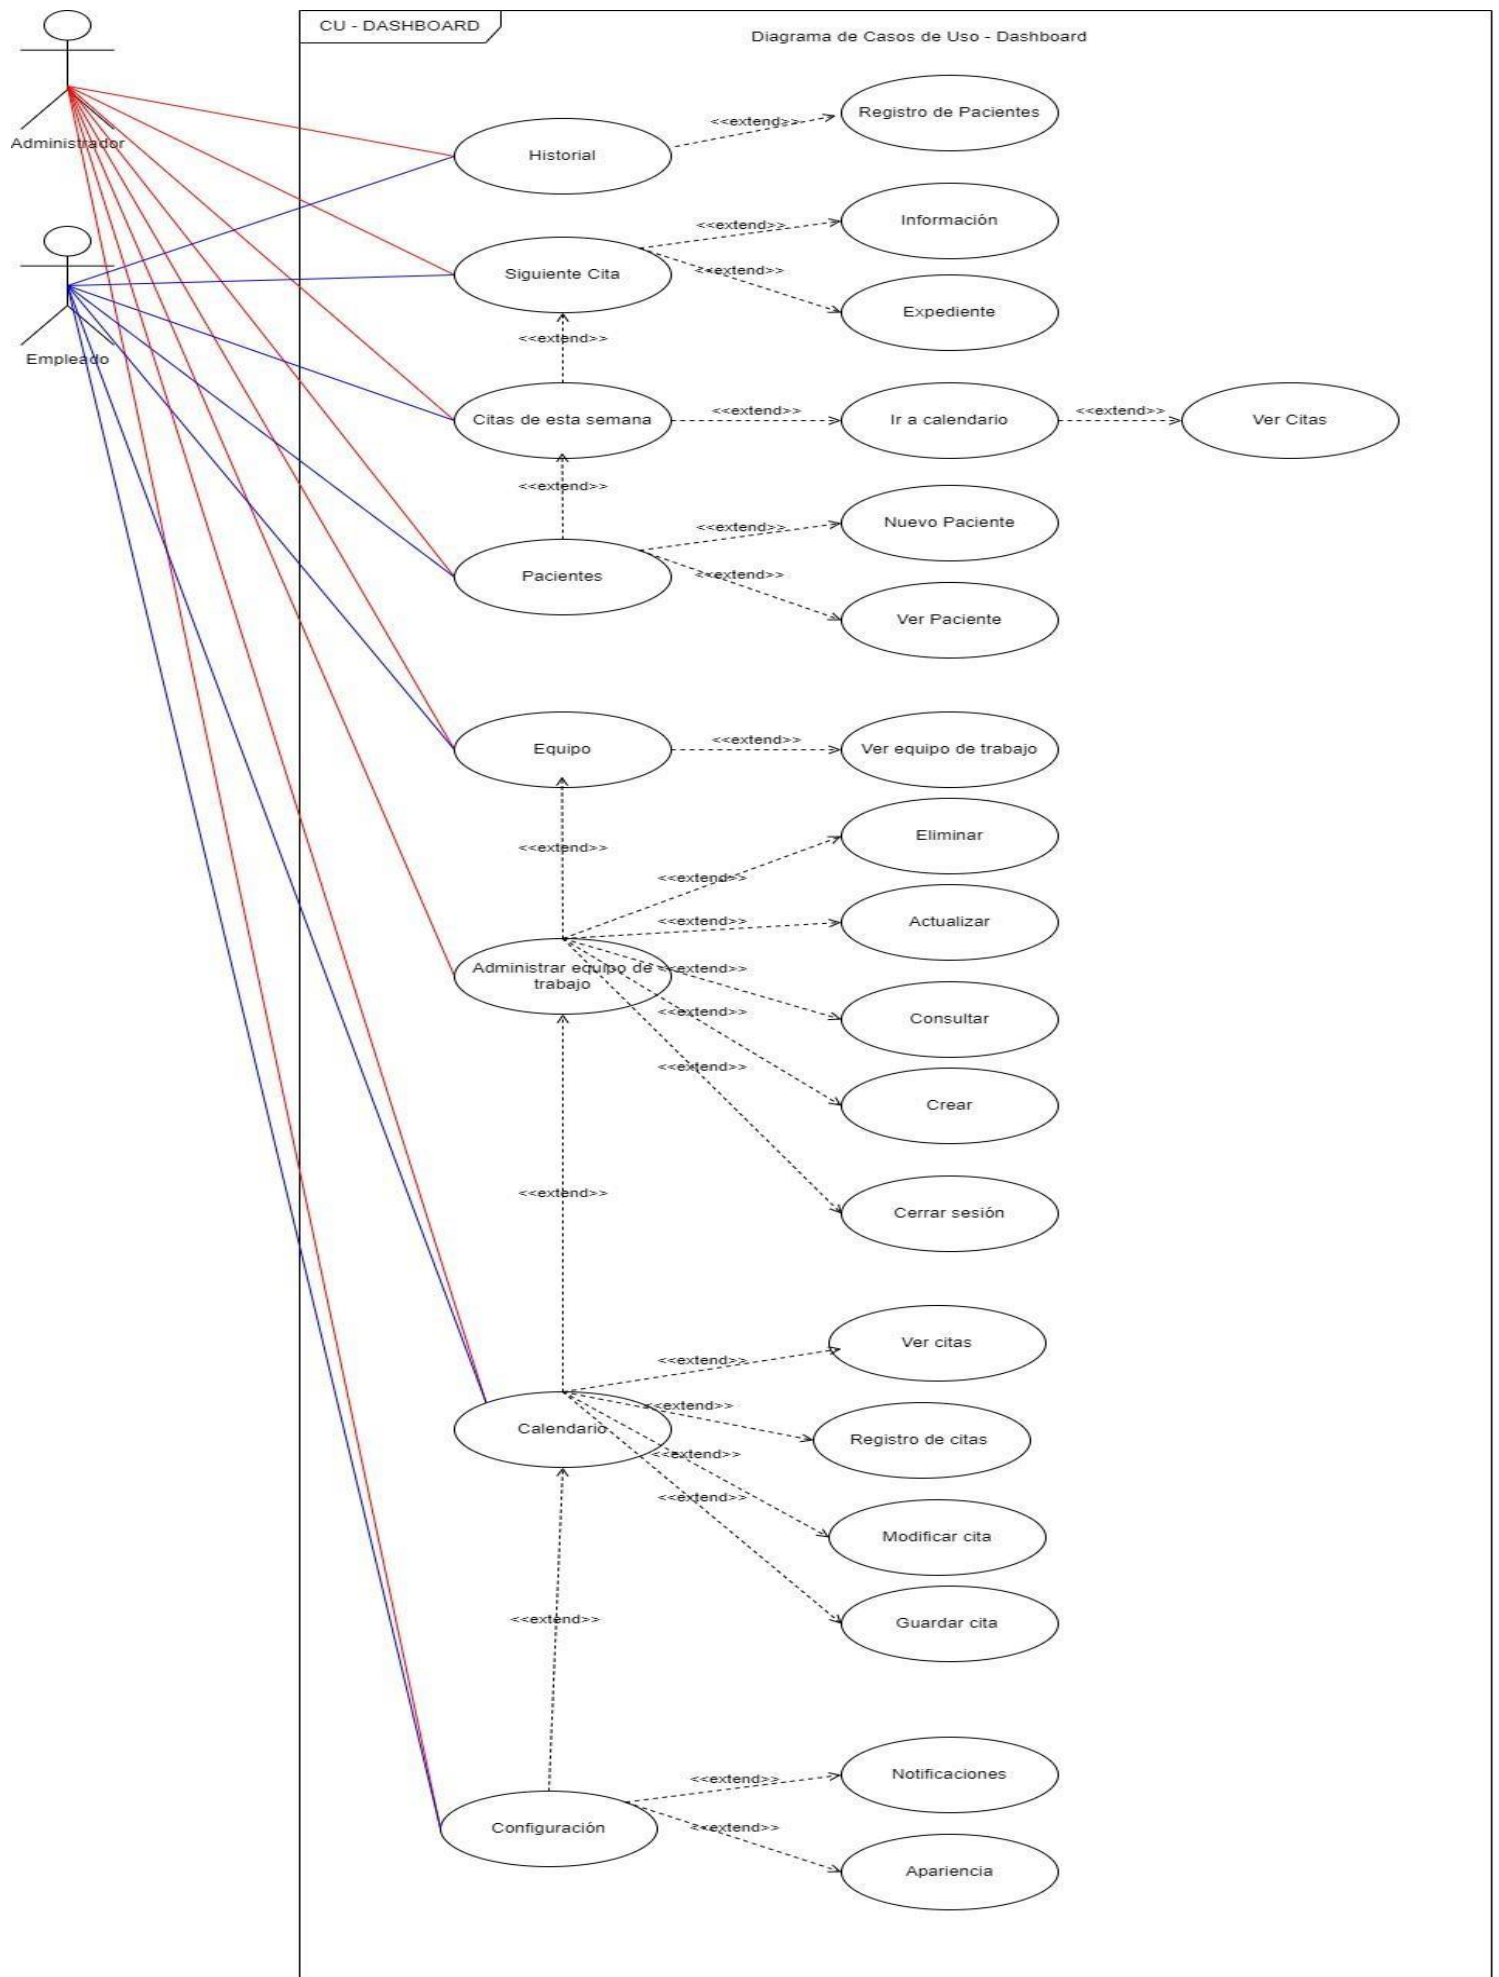 CU - DASHBOARD
Diagrama de Casos de Uso - Dashboard
Administrador
Empleado
<<extend>>
Registro de Pacientes
Historial
<<extend>>
Información
Siguiente Cita
<<extend>>
Expediente
<<extend>>
Citas de esta semana
<<extend>>
Ir a calendario
<<extend>>
Ver Citas
<<extend>>
<<extend>>
Nuevo Paciente
Pacientes
<<extend>>
Ver Paciente
Equipo
<<extend>>
Ver equipo de trabajo
<<extend>>
<<extend>>
Eliminar
<<extend>>
Actualizar
Administrar equipo de
trabajo
<<extend>>
Consultar
<<extend>>
Crear
<<extend>>
Cerrar sesión
<<extend>>
<<extend>>
Ver citas
Calendario
<<extend>>
Registro de citas
<<extend>>
Modificar cita
<<extend>>
Guardar cita
<<extend>>
<<extend>>
Notificaciones
Configuración
<<extend>>
Apariencia